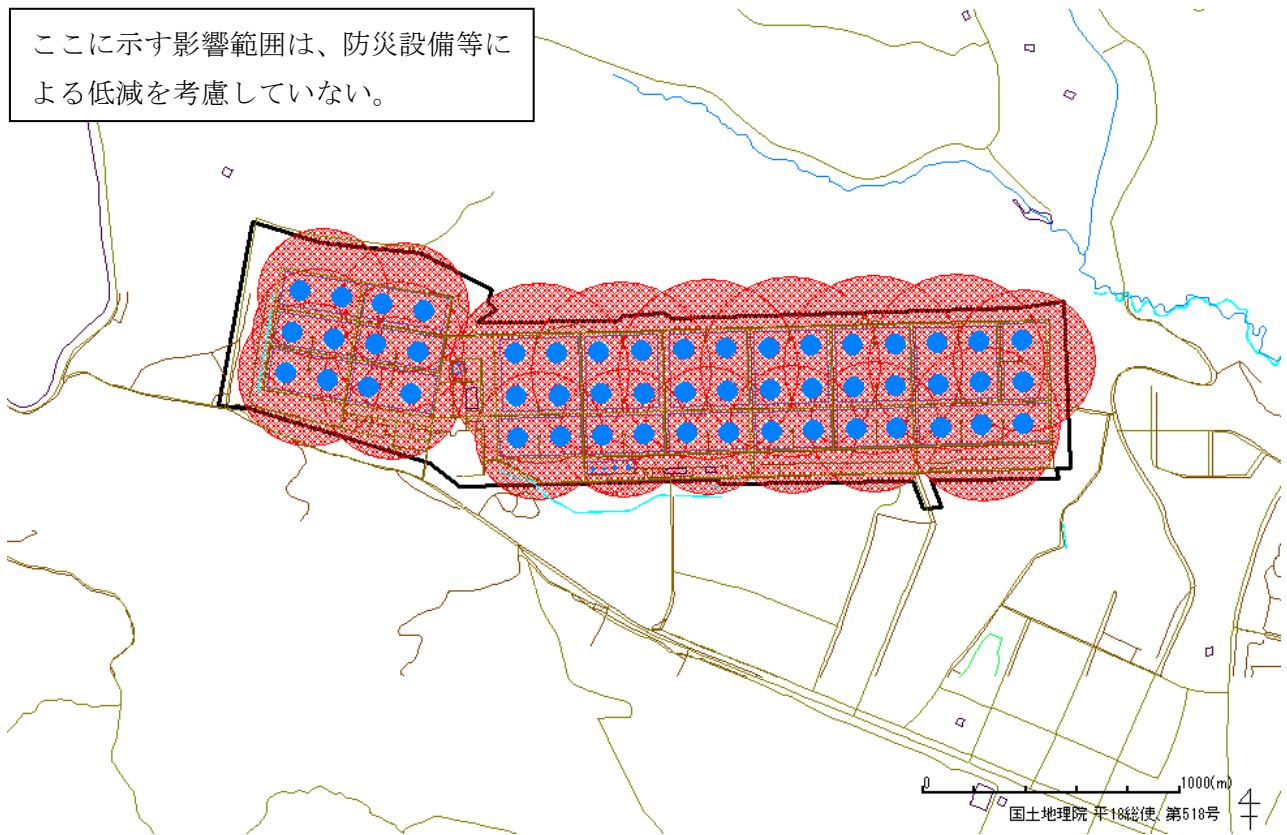 ここに示す影響範囲は、防災設備等に
よる低減を考慮していない。
0 1000(m)
国土地理院 平18総使、第518号